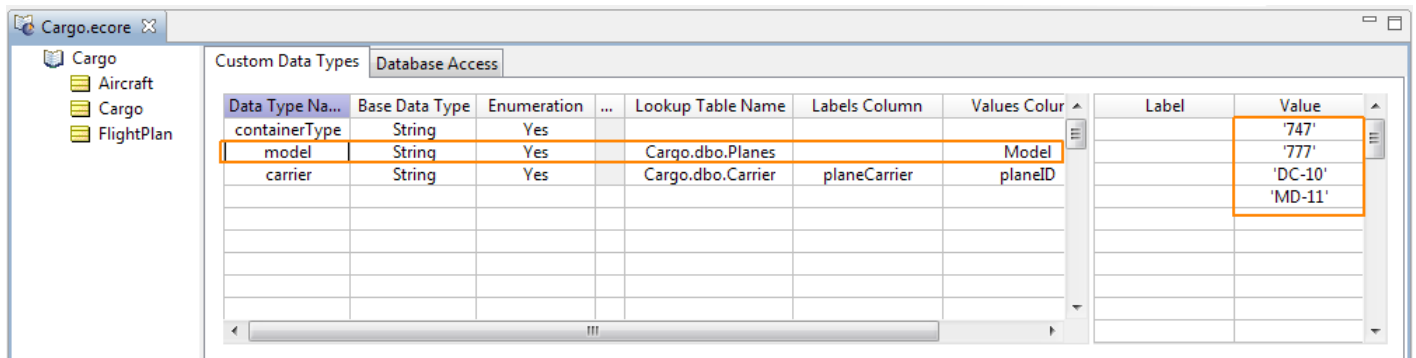 Cargo.ecore
Cargo
Aircraft
Cargo
FlightPlan
Custom Data Types Database Access
Data Type Na... Base Data Type Enumeration ... Lookup Table Name Labels Column Values Colur Label Value
containerType String Yes '747'
model String Yes Cargo.dbo.Planes Model '777'
carrier String Yes Cargo.dbo.Carrier planeCarrier planeID 'DC-10'
'MD-11'